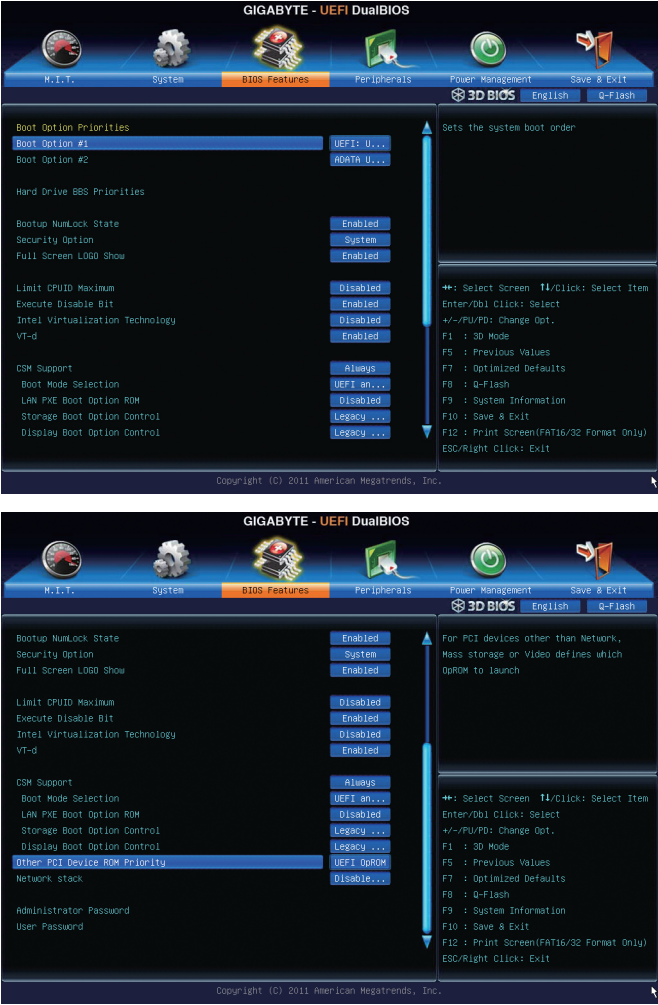 GIGABYTE - UEFI DualBIOS
M.I.T. System BIOS Features Peripherals Power Management Save & Exit
3D BIOS English Q-Flash
Boot Option Priorities
Boot Option #1 UEFI: U...
Boot Option #2 ADATA U...
Hard Drive BBS Priorities
Bootup NumLock State Enabled
Security Option System
Full Screen LOGO Show Enabled
Limit CPUID Maximum Disabled
Execute Disable Bit Enabled
Intel Virtualization Technology Disabled
VT-d Enabled
CSM Support Always
Boot Mode Selection UEFI an...
LAN PXE Boot Option ROM Disabled
Storage Boot Option Control Legacy ...
Display Boot Option Control Legacy ...
Sets the system boot order
→←: Select Screen ↑↓/Click: Select Item
Enter/Dbl Click: Select
+/-/PU/PD: Change Opt.
F1 : 3D Mode
F5 : Previous Values
F7 : Optimized Defaults
F8 : Q-Flash
F9 : System Information
F10 : Save & Exit
F12 : Print Screen(FAT16/32 Format Only)
ESC/Right Click: Exit
Copyright (C) 2011 American Megatrends, Inc.
GIGABYTE - UEFI DualBIOS
M.I.T. System BIOS Features Peripherals Power Management Save & Exit
3D BIOS English Q-Flash
Bootup NumLock State Enabled
Security Option System
Full Screen LOGO Show Enabled
Limit CPUID Maximum Disabled
Execute Disable Bit Enabled
Intel Virtualization Technology Disabled
VT-d Enabled
CSM Support Always
Boot Mode Selection UEFI an...
LAN PXE Boot Option ROM Disabled
Storage Boot Option Control Legacy ...
Display Boot Option Control Legacy ...
Other PCI Device ROM Priority UEFI OpROM
Network stack Disable...
Administrator Password
User Password
For PCI devices other than Network,
Mass storage or Video defines which
OpROM to launch
→←: Select Screen ↑↓/Click: Select Item
Enter/Dbl Click: Select
+/-/PU/PD: Change Opt.
F1 : 3D Mode
F5 : Previous Values
F7 : Optimized Defaults
F8 : Q-Flash
F9 : System Information
F10 : Save & Exit
F12 : Print Screen(FAT16/32 Format Only)
ESC/Right Click: Exit
Copyright (C) 2011 American Megatrends, Inc.